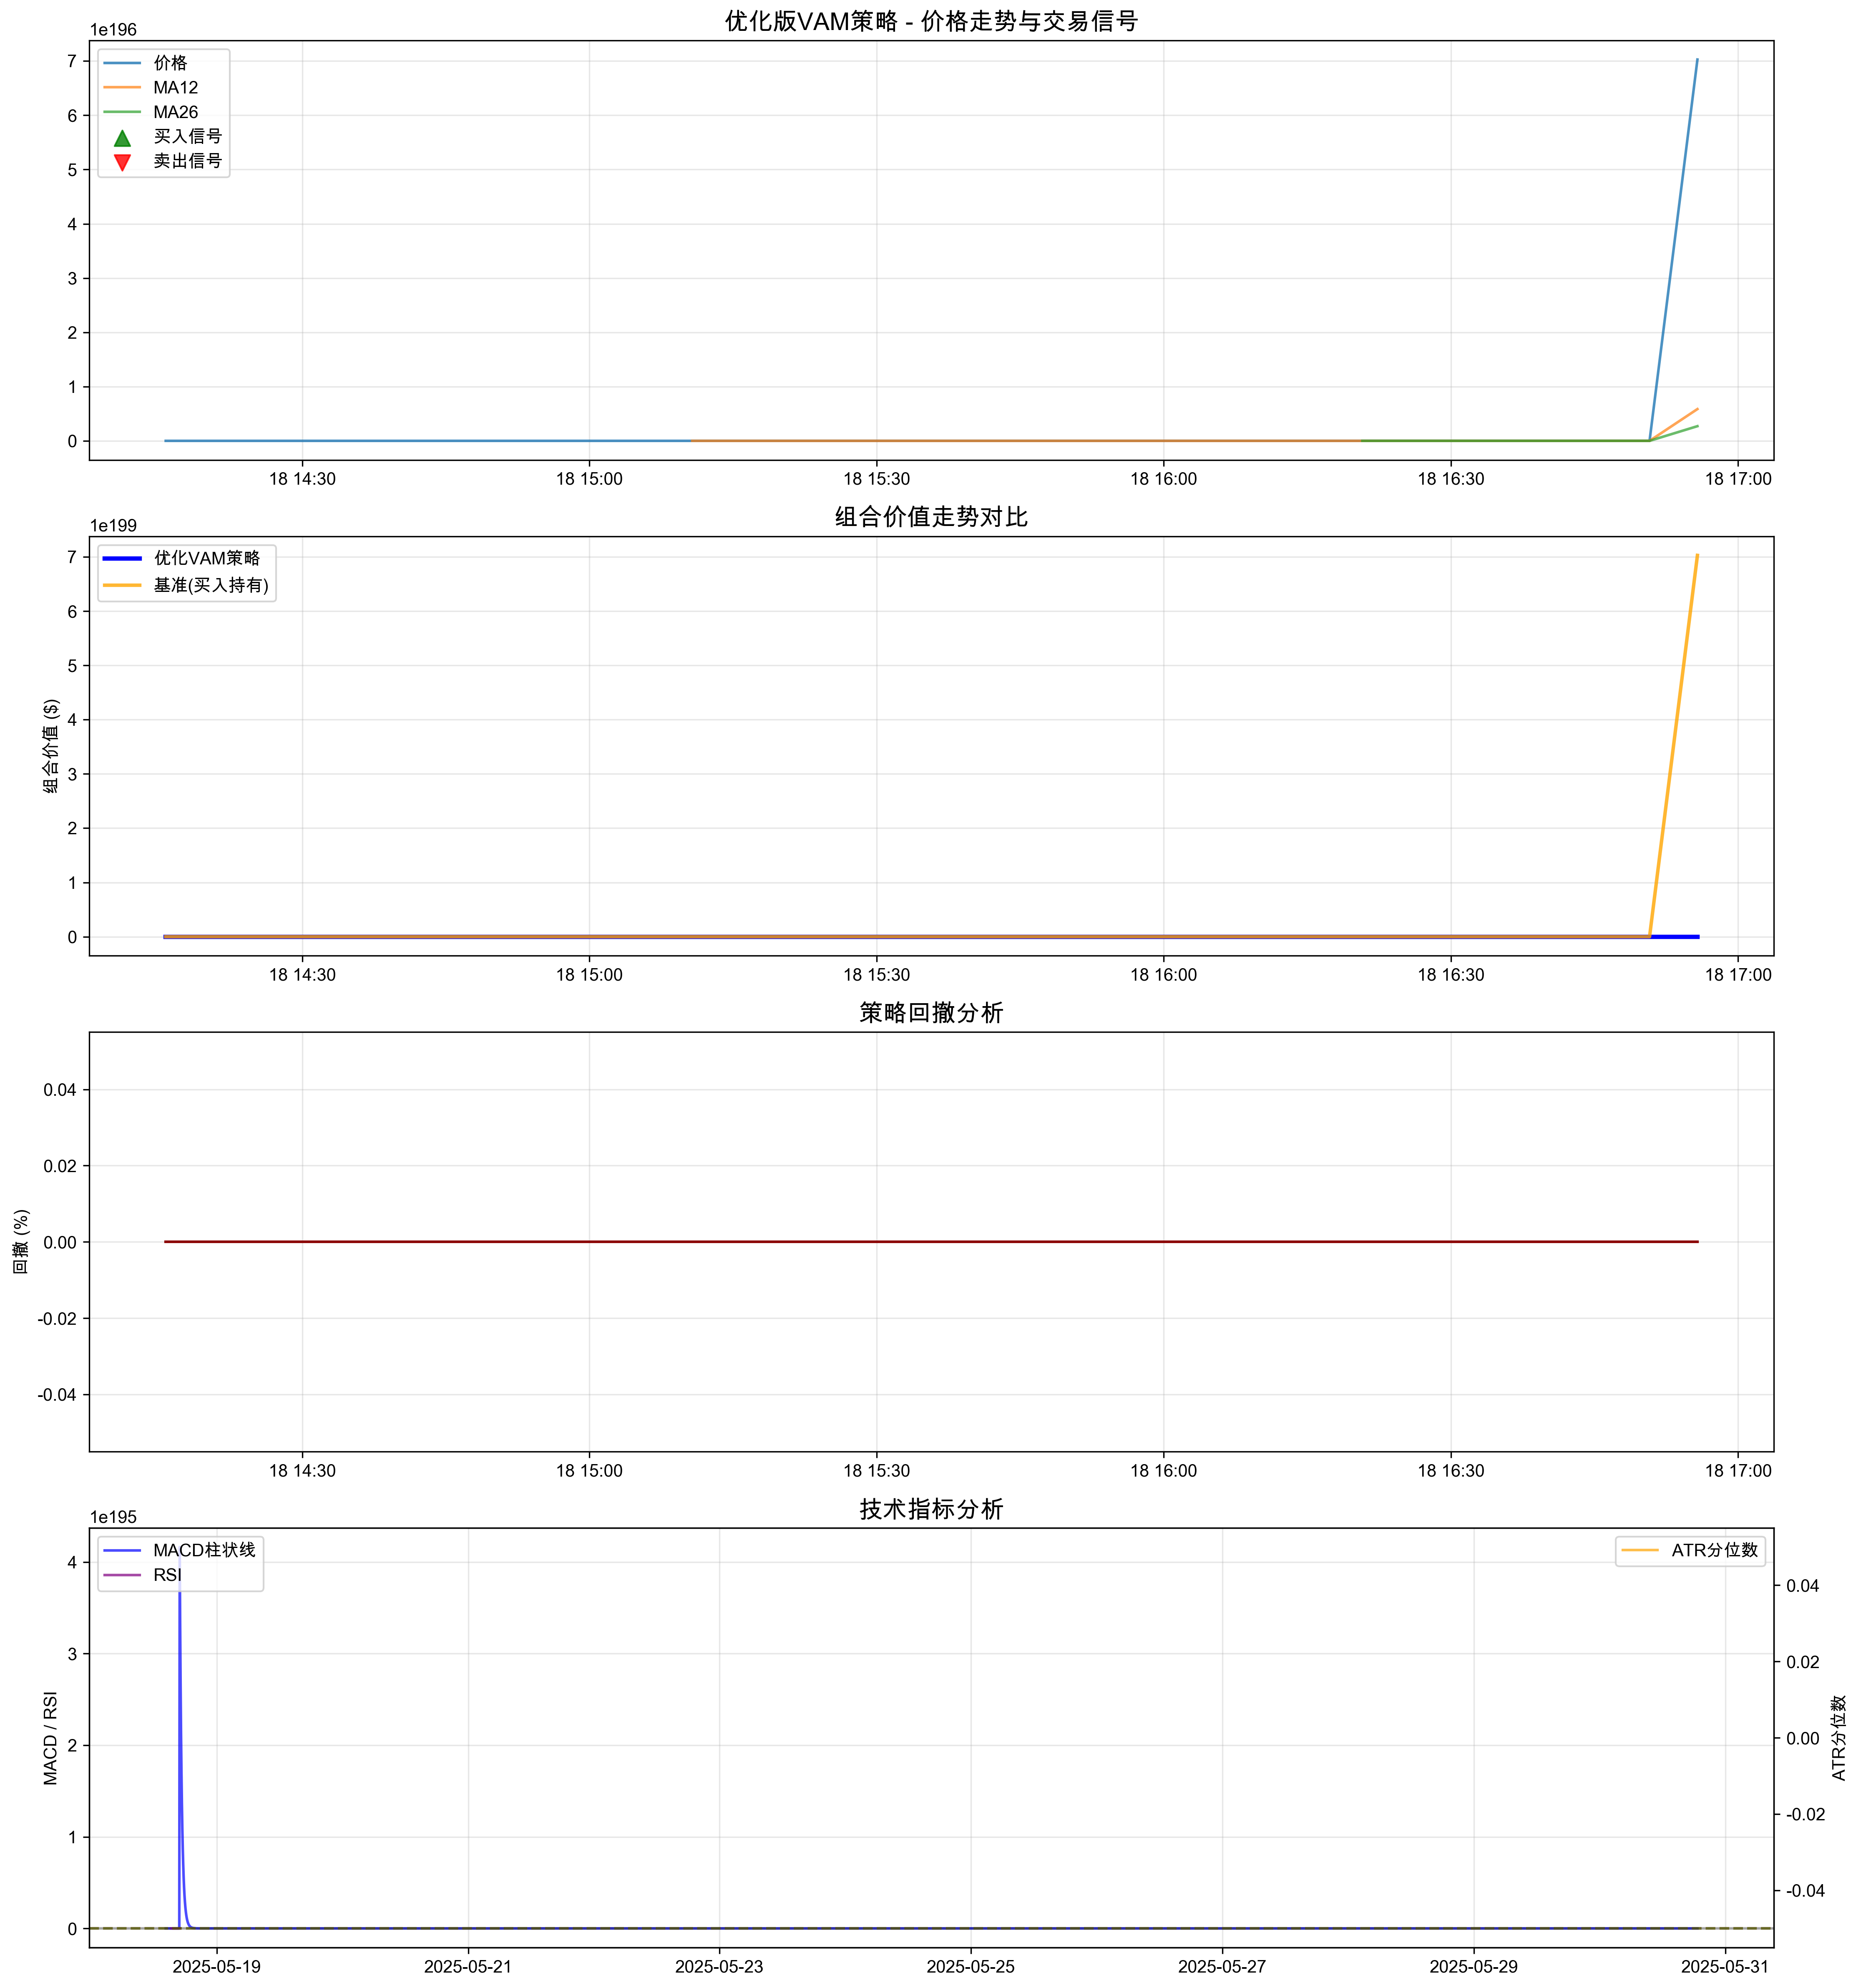 优化版VAM策略 - 价格走势与交易信号
1e196
7
6
5
4
3
2
1
0
价格
MA12
MA26
买入信号
卖出信号
18 14:30
18 15:00
18 15:30
18 16:00
18 16:30
18 17:00
组合价值走势对比
1e199
组合价值 ($)
7
6
5
4
3
2
1
0
优化VAM策略
基准(买入持有)
18 14:30
18 15:00
18 15:30
18 16:00
18 16:30
18 17:00
策略回撤分析
回撤 (%)
0.04
0.02
0.00
-0.02
-0.04
18 14:30
18 15:00
18 15:30
18 16:00
18 16:30
18 17:00
技术指标分析
1e195
MACD / RSI
4
3
2
1
0
MACD柱状线
RSI
ATR分位数
0.04
0.02
0.00
-0.02
-0.04
ATR分位数
2025-05-19
2025-05-21
2025-05-23
2025-05-25
2025-05-27
2025-05-29
2025-05-31